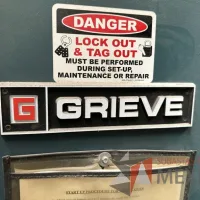 DANGER
LOCK OUT
& TAG OUT
MUST BE PERFORMED
DURING SET-UP,
MAINTENANCE OR REPAIR
G GRIEVE